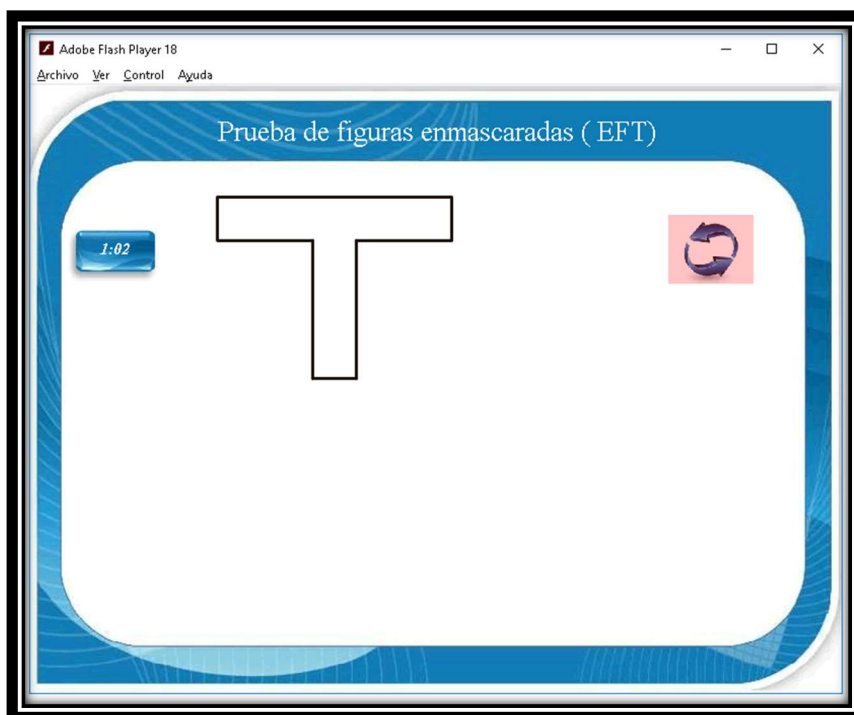 Adobe Flash Player 18
Archivo Ver Control Ayuda
Prueba de figuras enmascaradas ( EFT)
1:02